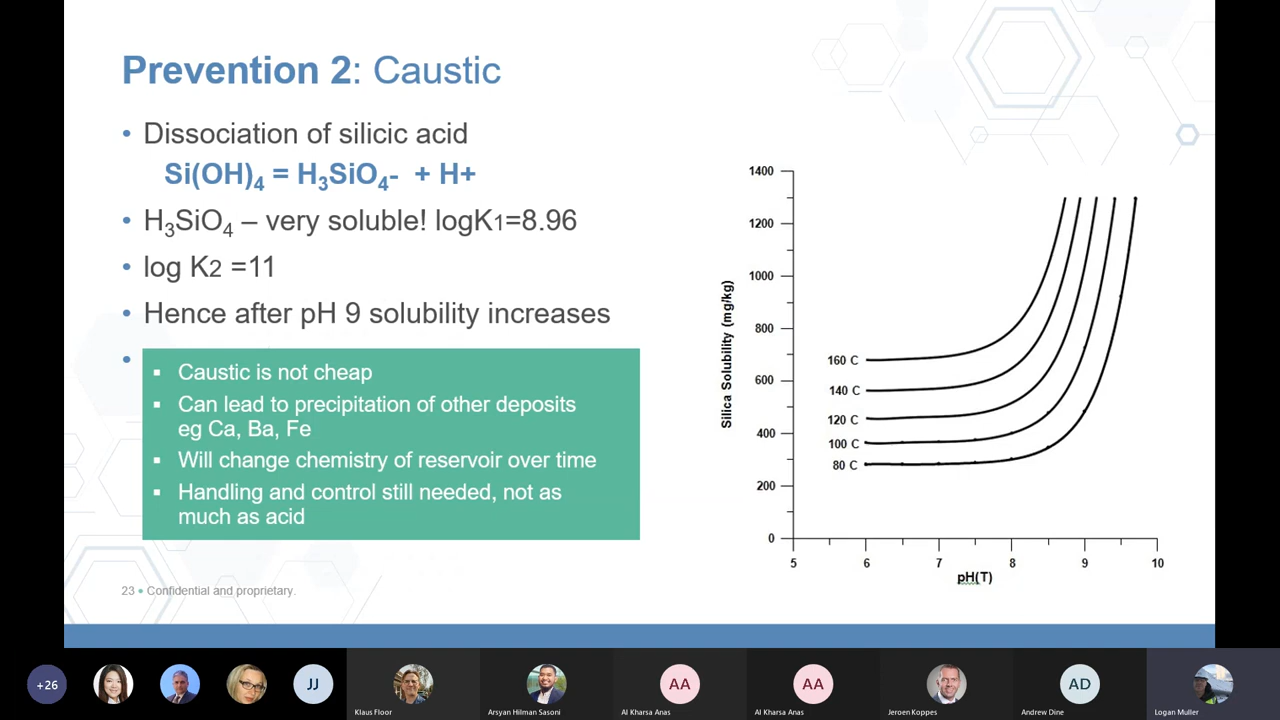 Prevention 2: Caustic
• Dissociation of silicic acid
Si(OH)4 = H3SiO4- + H+
• H3SiO4 – very soluble! logK1=8.96
• log K2 =11
• Hence after pH 9 solubility increases
•
▪ Caustic is not cheap
▪ Can lead to precipitation of other deposits
eg Ca, Ba, Fe
▪ Will change chemistry of reservoir over time
▪ Handling and control still needed, not as
much as acid
23 • Confidential and proprietary.
Silica Solubility (mg/kg)
1400
1200
1000
800
600
400
200
0
160 C
140 C
120 C
100 C
80 C
5 6 7 8 9 10
pH(T)
+26
JJ
AA
AA
AD
Klaus Floor
Arsyan Hilman Sasoni
Al Kharsa Anas
Al Kharsa Anas
Jeroen Koppes
Andrew Dine
Logan Muller